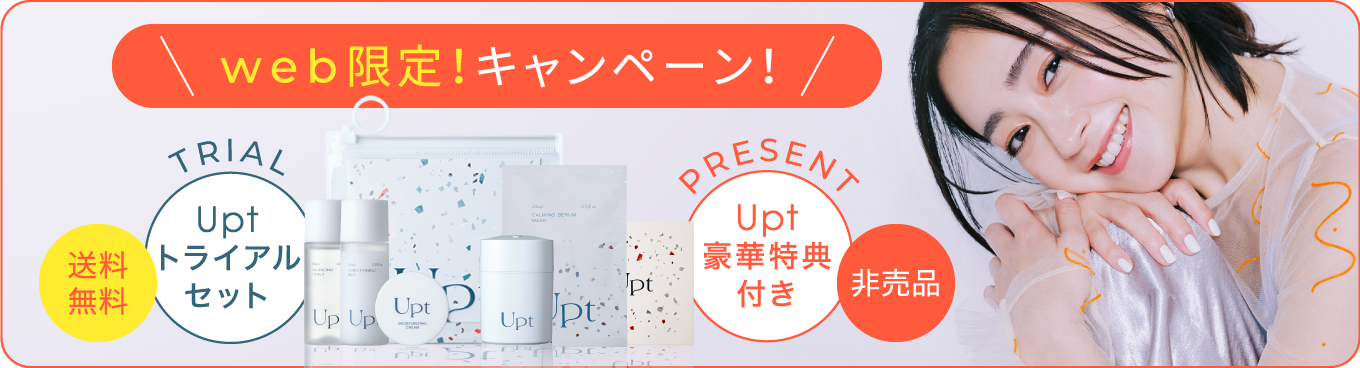 web限定!キャンペーン!
TRIAL
Upt
トライアル
セット
送料
無料
PRESENT
Upt
豪華特典
付き
非売品
CALMING SERUM
MASK
Upt
Upt
Upt
MOISTURIZING
CREAM
Upt
Upt
Upt